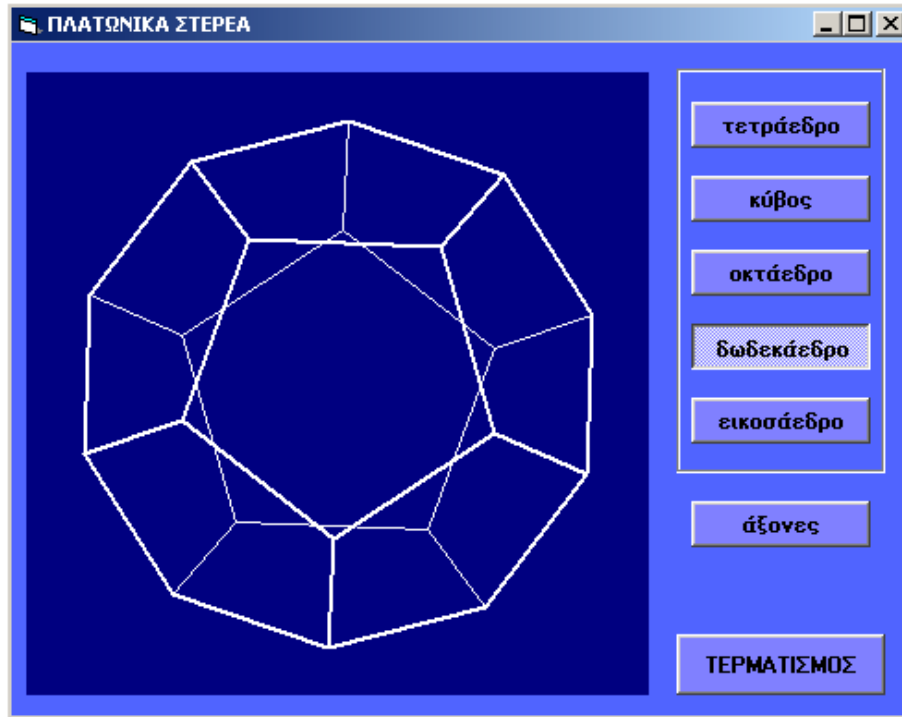 ΠΛΑΤΩΝΙΚΑ ΣΤΕΡΕΑ
τετράεδρο
κύβος
οκτάεδρο
δωδεκάεδρο
εικοσάεδρο
άξονες
ΤΕΡΜΑΤΙΣΜΟΣ